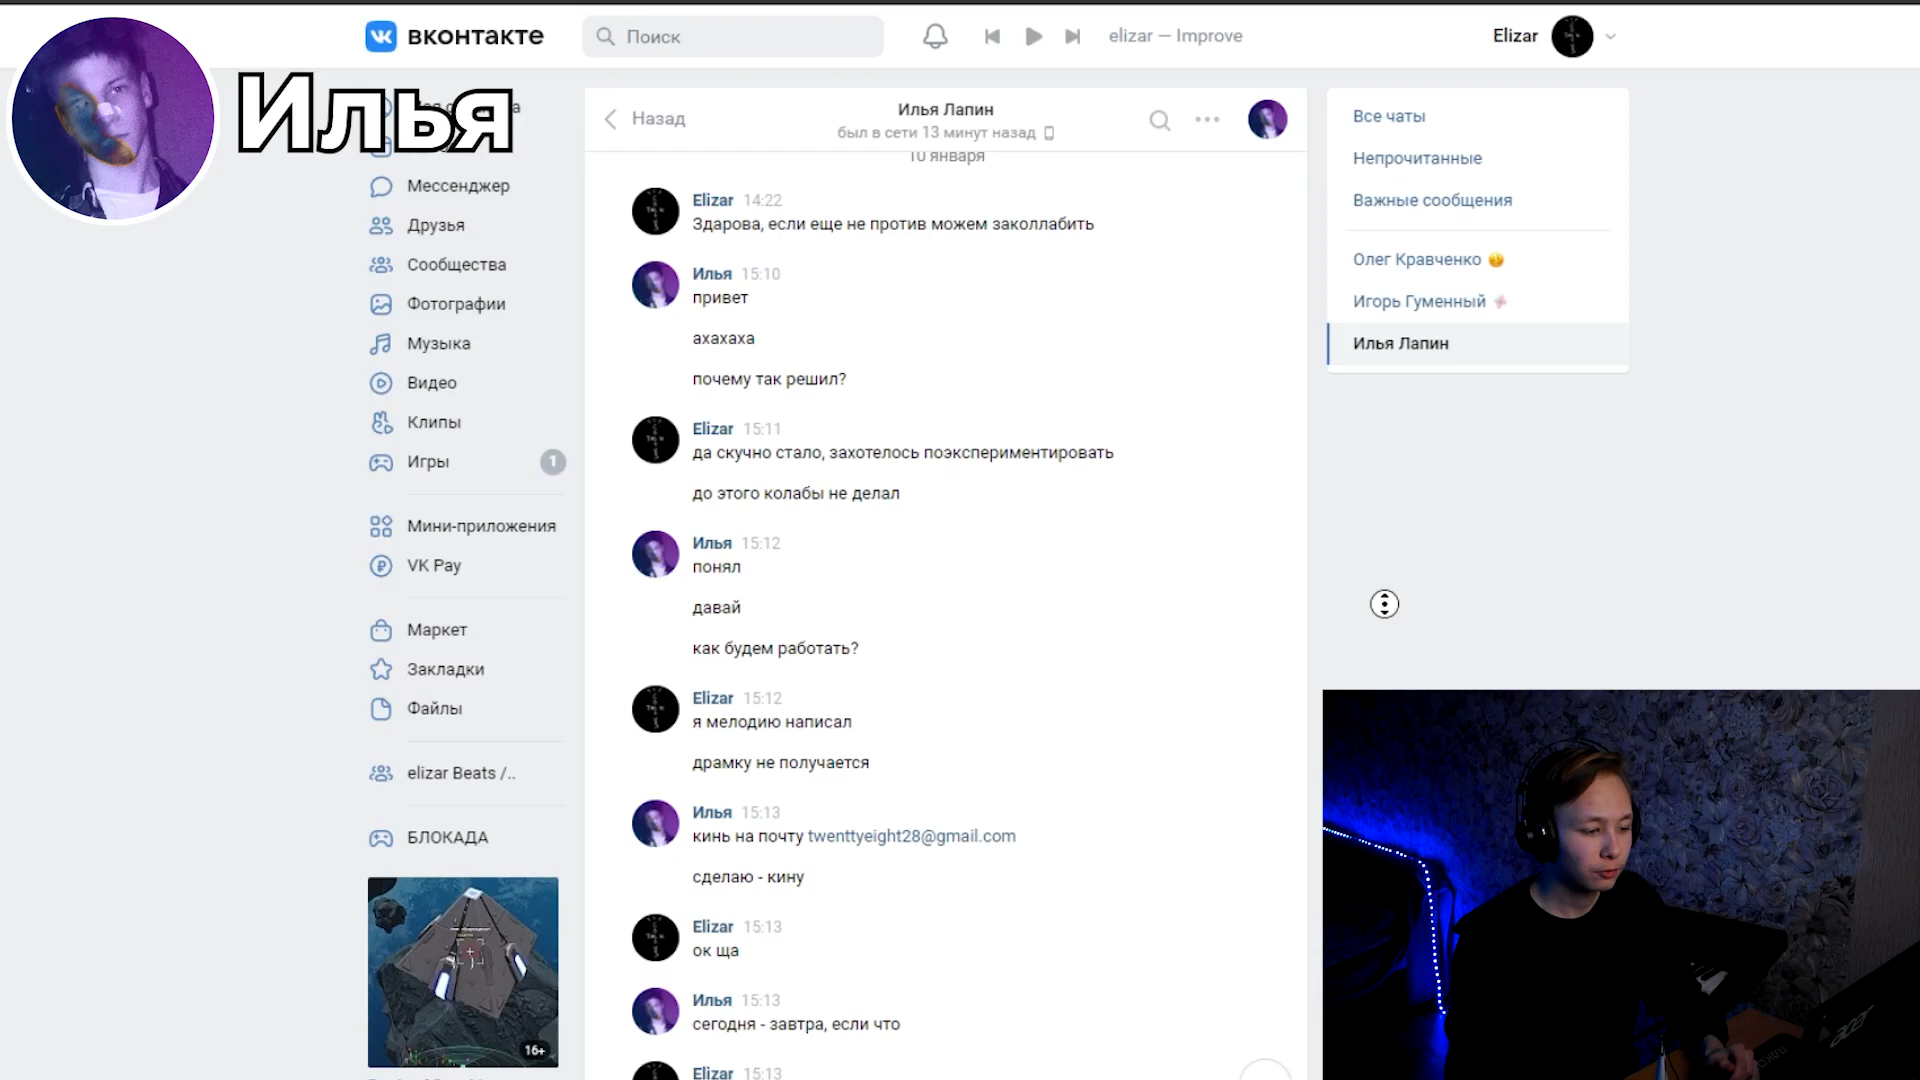 Илья
вконтакте
Поиск
elizar — Improve
Elizar
Мессенджер
Друзья
Сообщества
Фотографии
Музыка
Видео
Клипы
Игры
1
Мини-приложения
VK Pay
Маркет
Закладки
Файлы
elizar Beats /..
БЛОКАДА
16+
Назад
Илья Лапин
был в сети 13 минут назад
10 января
Elizar 14:22
Здарова, если еще не против можем заколлабить
Илья 15:10
привет
ахахаха
почему так решил?
Elizar 15:11
да скучно стало, захотелось поэкспериментировать
до этого колабы не делал
Илья 15:12
понял
давай
как будем работать?
Elizar 15:12
я мелодию написал
драмку не получается
Илья 15:13
кинь на почту twenttyeight28@gmail.com
сделаю - кину
Elizar 15:13
ок ща
Илья 15:13
сегодня - завтра, если что
Elizar 15:13
Все чаты
Непрочитанные
Важные сообщения
Олег Кравченко
Игорь Гуменный
Илья Лапин
acer